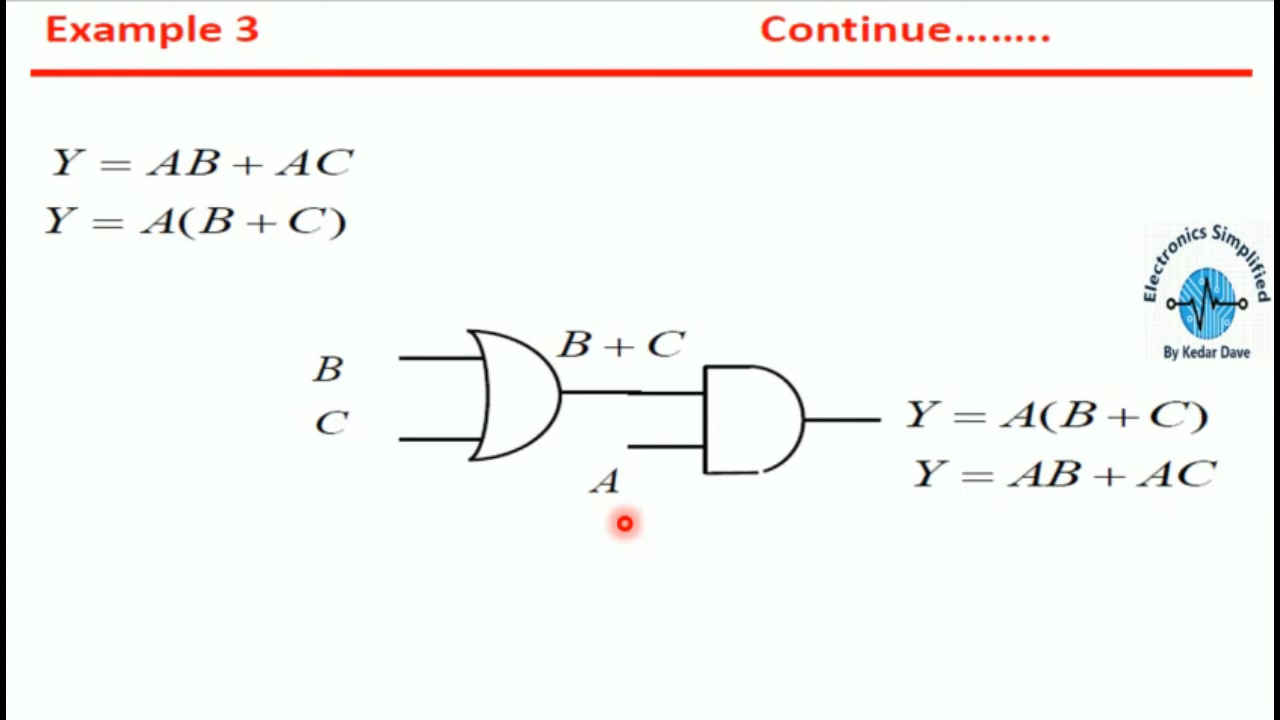 Example 3
Continue........
Y = AB + AC
Y = A(B + C)
Electronics Simplified
By Kedar Dave
B
C
B + C
A
Y = A(B + C)
Y = AB + AC